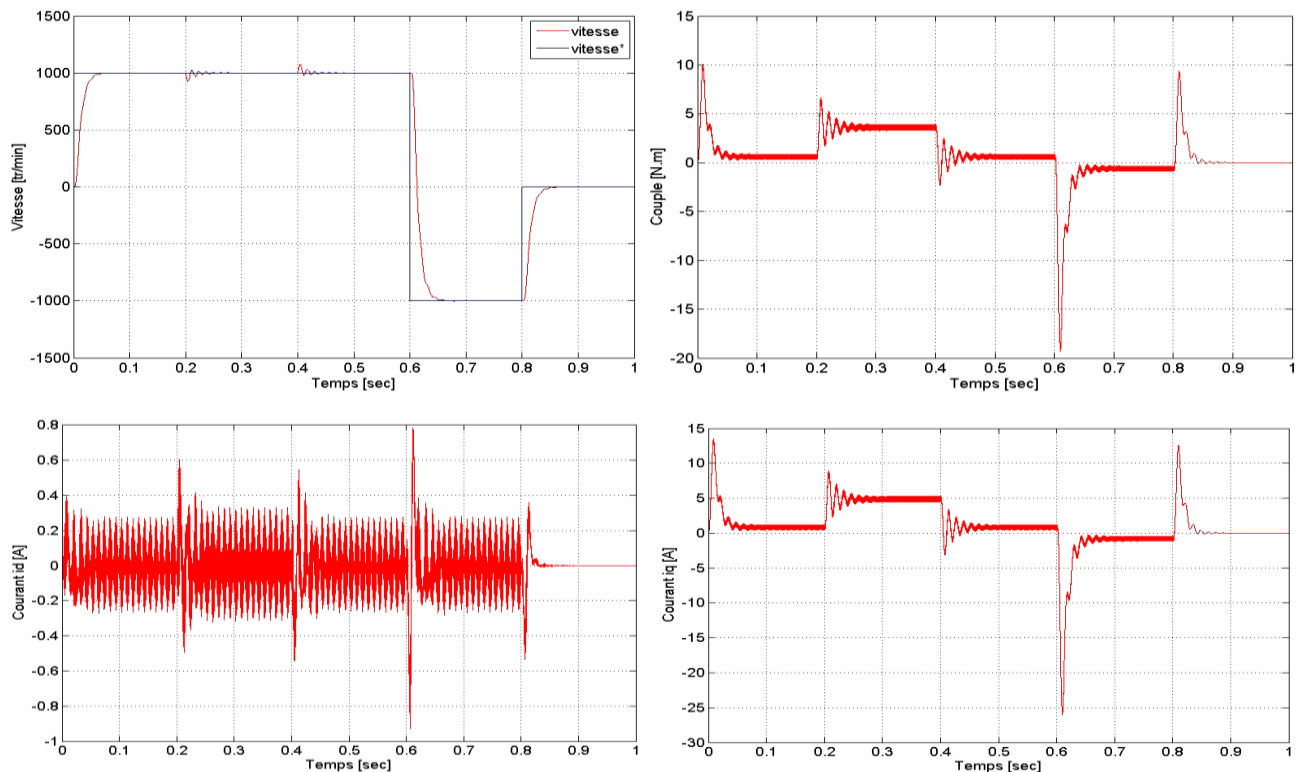 1500
1000
500
0
-500
-1000
-1500
Vitesse [tr/min]
vitesse
vitesse*
0 0.1 0.2 0.3 0.4 0.5 0.6 0.7 0.8 0.9 1
Temps [sec]
15
10
5
0
-5
-10
-15
-20
Couple [N.m]
0 0.1 0.2 0.3 0.4 0.5 0.6 0.7 0.8 0.9 1
Temps [sec]
0.8
0.6
0.4
0.2
0
-0.2
-0.4
-0.6
-0.8
-1
Courant id [A]
0 0.1 0.2 0.3 0.4 0.5 0.6 0.7 0.8 0.9 1
Temps [sec]
15
10
5
0
-5
-10
-15
-20
-25
-30
Courant iq [A]
0 0.1 0.2 0.3 0.4 0.5 0.6 0.7 0.8 0.9 1
Temps [sec]